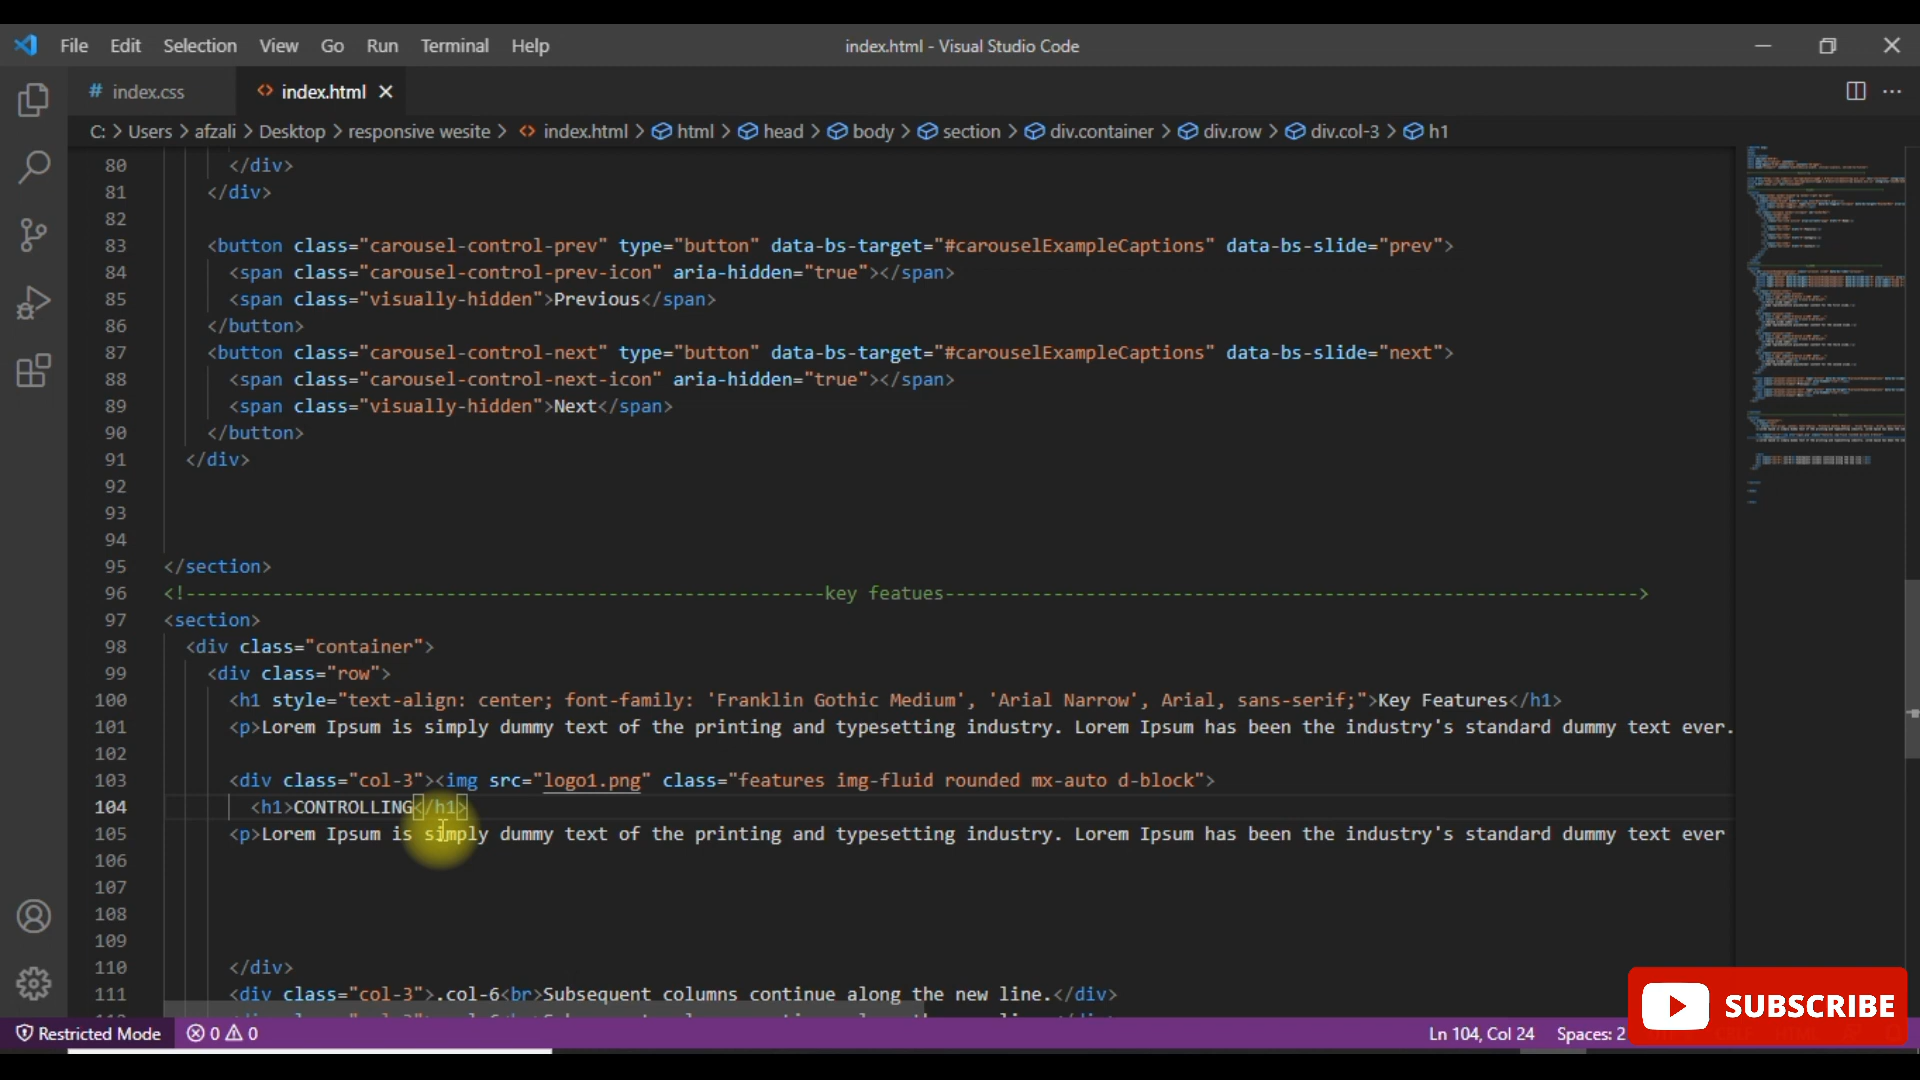 File Edit Selection View Go Run Terminal Help index.html - Visual Studio Code
# index.css <> index.html ×
C: > Users > afzali > Desktop > responsive wesite > <> index.html > html > head > body > section > div.container > div.row > div.col-3 > h1
80 </div>
81 </div>
82
83 <button class="carousel-control-prev" type="button" data-bs-target="#carouselExampleCaptions" data-bs-slide="prev">
84 <span class="carousel-control-prev-icon" aria-hidden="true"></span>
85 <span class="visually-hidden">Previous</span>
86 </button>
87 <button class="carousel-control-next" type="button" data-bs-target="#carouselExampleCaptions" data-bs-slide="next">
88 <span class="carousel-control-next-icon" aria-hidden="true"></span>
89 <span class="visually-hidden">Next</span>
90 </button>
91 </div>
92
93
94
95 </section>
96 <!-----------------------------------------------------------key featues---------------------------------------------------------------->
97 <section>
98 <div class="container">
99 <div class="row">
100 <h1 style="text-align: center; font-family: 'Franklin Gothic Medium', 'Arial Narrow', Arial, sans-serif;">Key Features</h1>
101 <p>Lorem Ipsum is simply dummy text of the printing and typesetting industry. Lorem Ipsum has been the industry's standard dummy text ever.
102
103 <div class="col-3"><img src="logo1.png" class="features img-fluid rounded mx-auto d-block">
104 <h1>CONTROLLING</h1>
105 <p>Lorem Ipsum is simply dummy text of the printing and typesetting industry. Lorem Ipsum has been the industry's standard dummy text ever
106
107
108
109
110 </div>
111 <div class="col-3">.col-6<br>Subsequent columns continue along the new line.</div>
Restricted Mode 0 0 Ln 104, Col 24 Spaces: 2
SUBSCRIBE